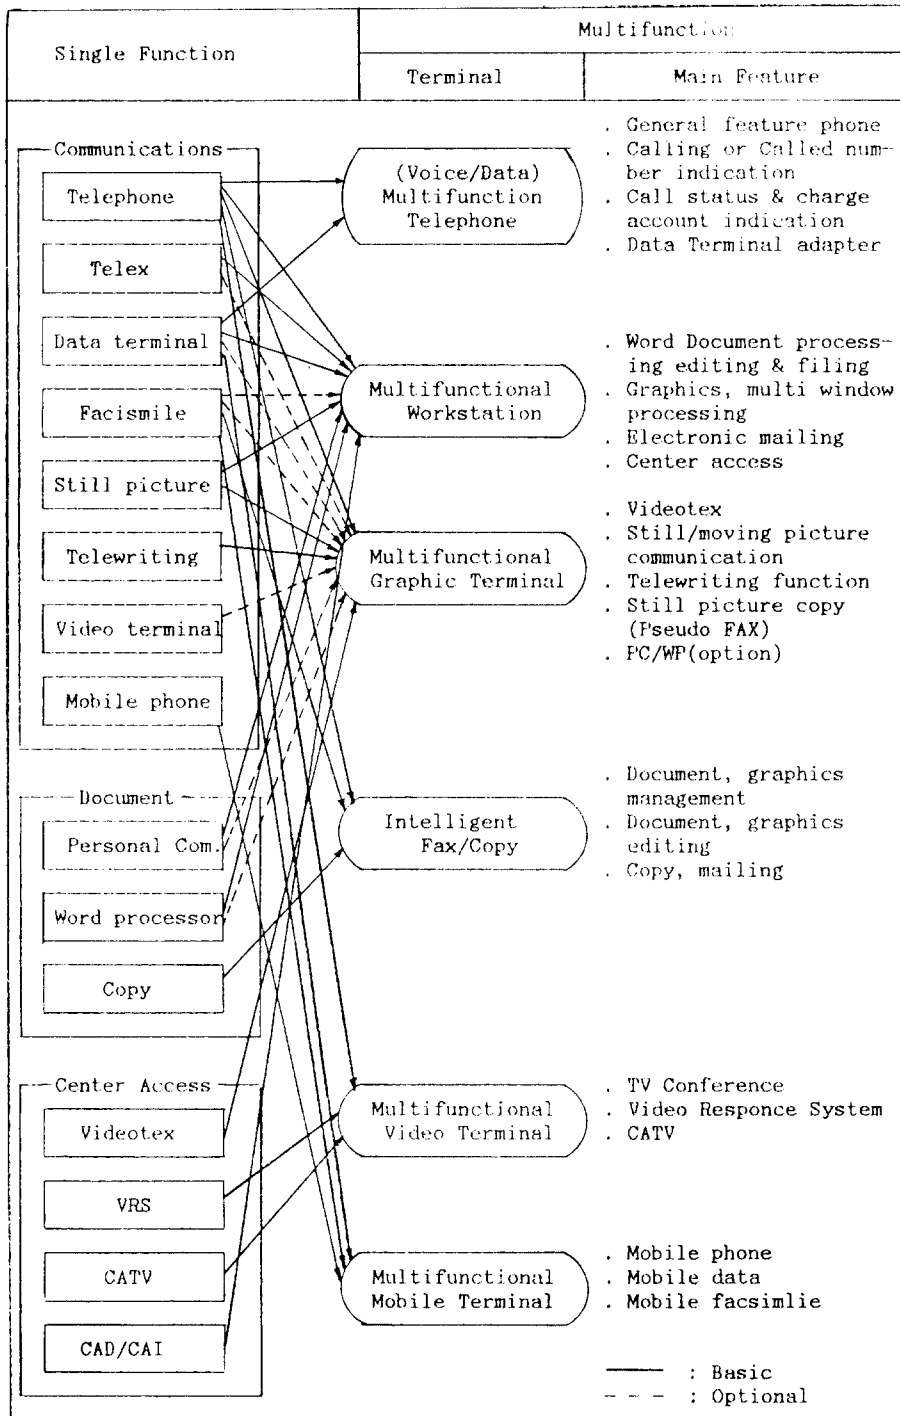 Single Function
Multifunction
Terminal
Main Feature
Communications
Telephone
Telex
Data terminal
Facismile
Still picture
Telewriting
Video terminal
Mobile phone
Document
Personal Com.
Word processor
Copy
Center Access
Videotex
VRS
CATV
CAD/CAI
(Voice/Data)
Multifunction
Telephone
. General feature phone
. Calling or Called num-
ber indication
. Call status & charge
account indication
. Data Terminal adapter
Multifunctional
Workstation
. Word Document process-
ing editing & filing
. Graphics, multi window
processing
. Electronic mailing
. Center access
Multifunctional
Graphic Terminal
. Videotex
. Still/moving picture
communication
. Telewriting function
. Still picture copy
(Pseudo FAX)
. PC/WP(option)
Intelligent
Fax/Copy
. Document, graphics
management
. Document, graphics
editing
. Copy, mailing
Multifunctional
Video Terminal
. TV Conference
. Video Responce System
. CATV
Multifunctional
Mobile Terminal
. Mobile phone
. Mobile data
. Mobile facsimlie
: Basic
: Optional